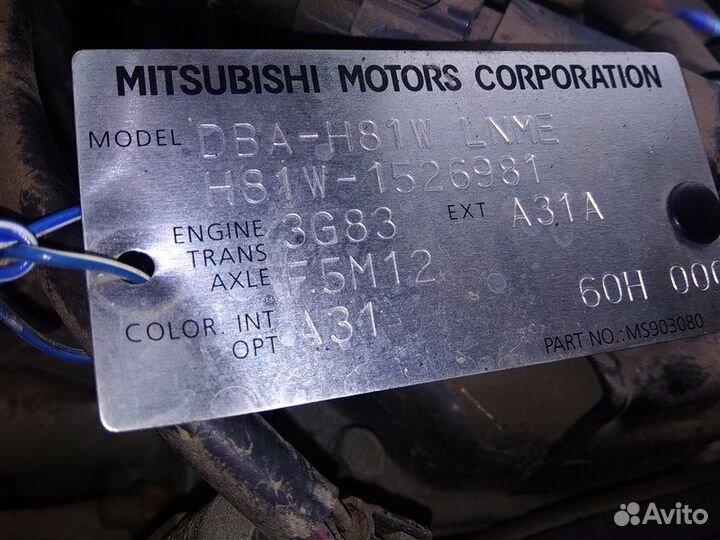 MITSUBISHI MOTORS CORPORATION
MODEL DBA-H81W LNME
H81W-1526981
ENGINE 3G83 EXT A31A
TRANS
AXLE F5M12
COLOR. INT A31 60H 000
OPT
PART NO.: MS903080
Avito